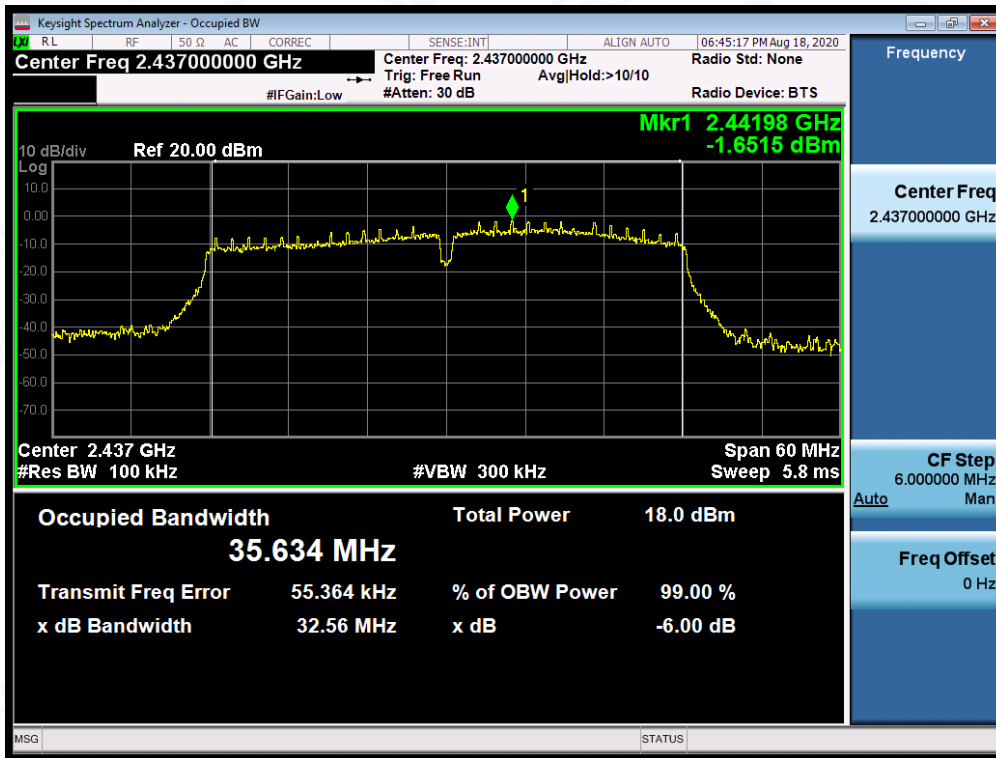 Keysight Spectrum Analyzer - Occupied BW
LXI RL RF 50 Ω AC CORREC SENSE:INT ALIGN AUTO 06:45:17 PM Aug 18, 2020
Center Freq 2.437000000 GHz
Center Freq: 2.437000000 GHz Radio Std: None
Trig: Free Run Avg|Hold:>10/10
#IFGain:Low #Atten: 30 dB Radio Device: BTS
Frequency
Mkr1 2.44198 GHz
10 dB/div Ref 20.00 dBm -1.6515 dBm
Log
10.0
0.00
-10.0
-20.0
-30.0
-40.0
-50.0
-60.0
-70.0
1
Center Freq
2.437000000 GHz
Center 2.437 GHz Span 60 MHz
#Res BW 100 kHz #VBW 300 kHz Sweep 5.8 ms
CF Step
6.000000 MHz
Auto Man
Occupied Bandwidth Total Power 18.0 dBm
35.634 MHz
Transmit Freq Error 55.364 kHz % of OBW Power 99.00 %
x dB Bandwidth 32.56 MHz x dB -6.00 dB
Freq Offset
0 Hz
MSG STATUS